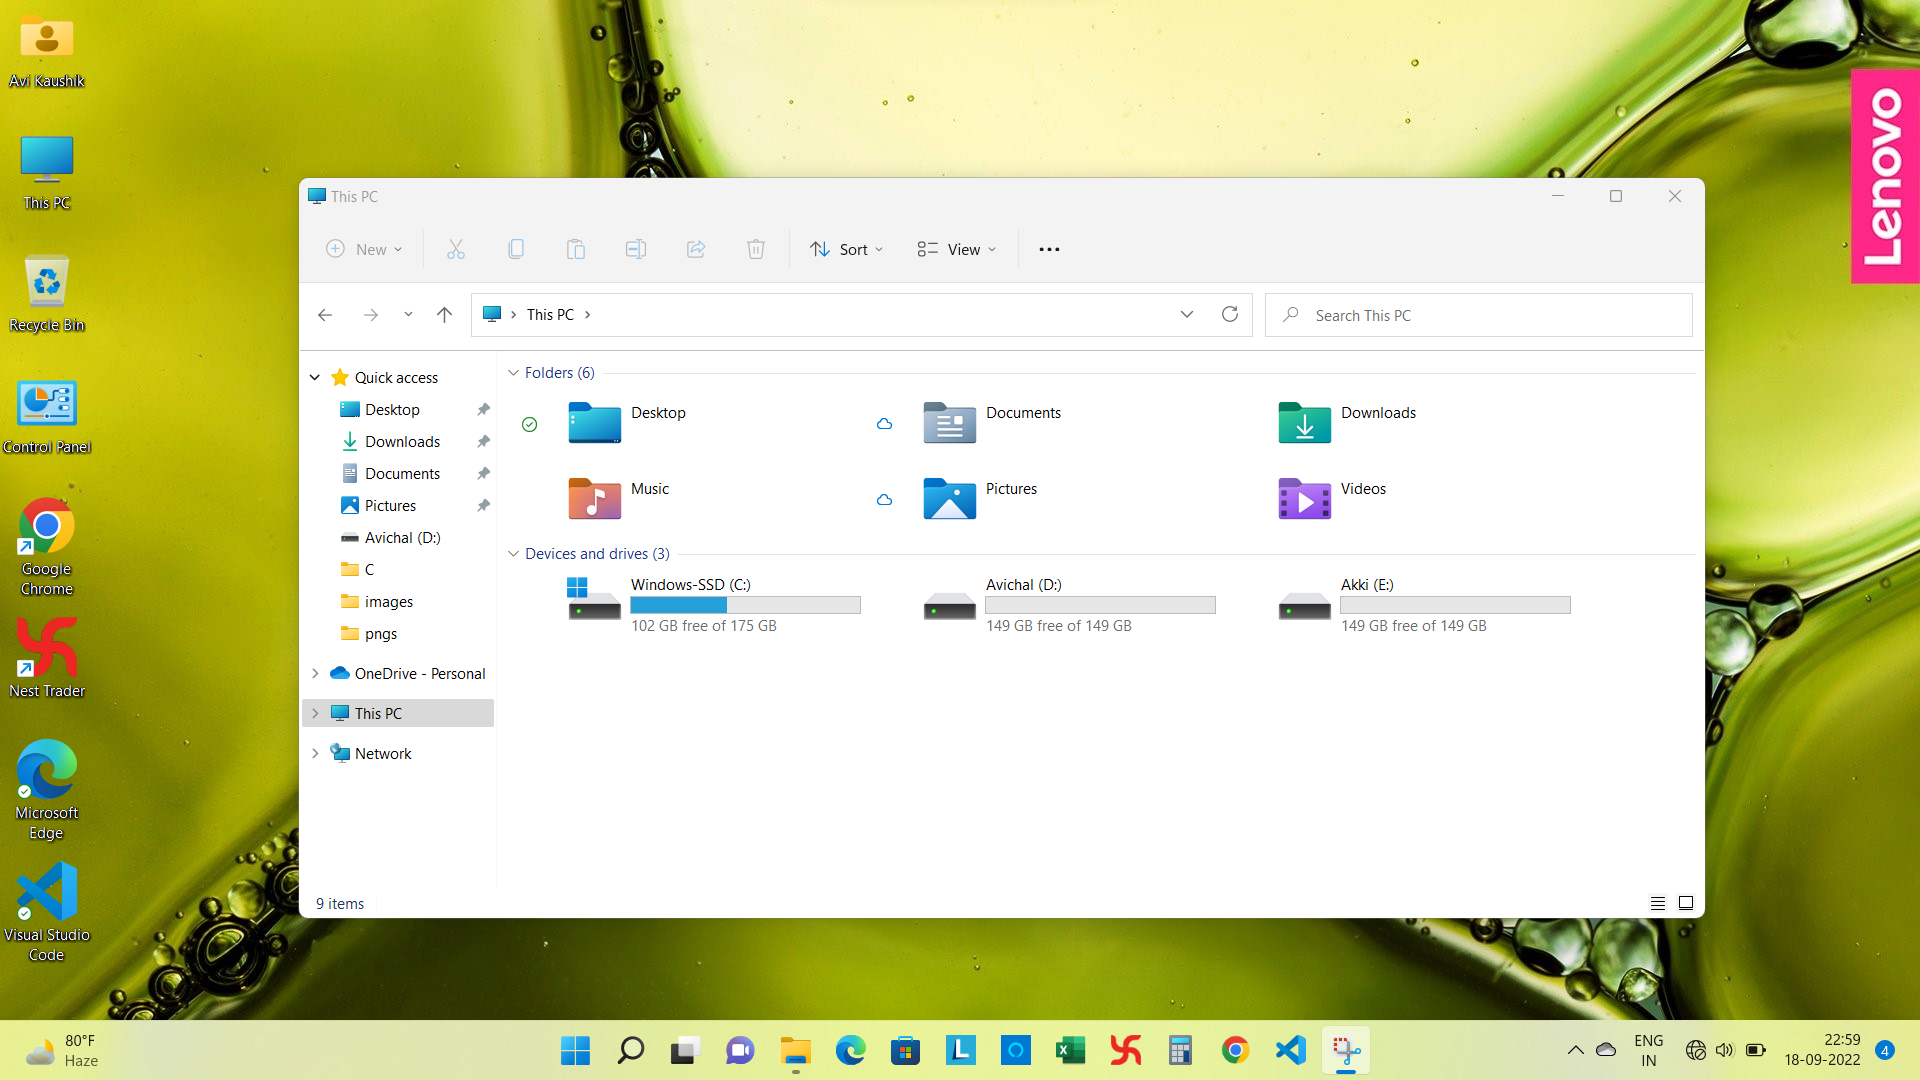 Avi Kaushik
This PC
Recycle Bin
Control Panel
Google
Chrome
Nest Trader
Microsoft
Edge
Visual Studio
Code
Lenovo
This PC
New
Sort
View
This PC
Search This PC
Quick access
Desktop
Downloads
Documents
Pictures
Avichal (D:)
C
images
pngs
OneDrive - Personal
This PC
Network
Folders (6)
Desktop
Documents
Downloads
Music
Pictures
Videos
Devices and drives (3)
Windows-SSD (C:)
102 GB free of 175 GB
Avichal (D:)
149 GB free of 149 GB
Akki (E:)
149 GB free of 149 GB
9 items
80°F
Haze
L
ENG
IN
22:59
18-09-2022
4